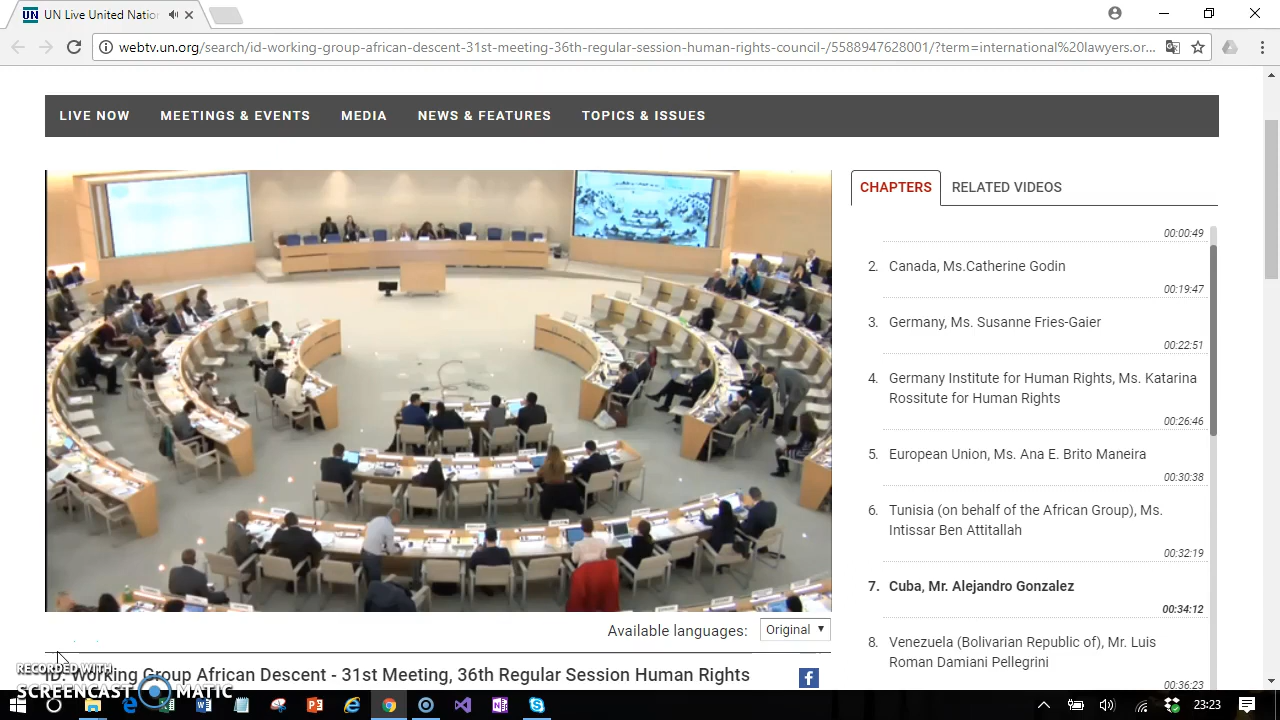 UN UN Live United Nation
webtv.un.org/search/id-working-group-african-descent-31st-meeting-36th-regular-session-human-rights-council-/5588947628001/?term=international%20lawyers.or...
LIVE NOW MEETINGS & EVENTS MEDIA NEWS & FEATURES TOPICS & ISSUES
CHAPTERS RELATED VIDEOS
00:00:49
2. Canada, Ms.Catherine Godin
00:19:47
3. Germany, Ms. Susanne Fries-Gaier
00:22:51
4. Germany Institute for Human Rights, Ms. Katarina
Rossitute for Human Rights
00:26:46
5. European Union, Ms. Ana E. Brito Maneira
00:30:38
6. Tunisia (on behalf of the African Group), Ms.
Intissar Ben Attitallah
00:32:19
7. Cuba, Mr. Alejandro Gonzalez
00:34:12
8. Venezuela (Bolivarian Republic of), Mr. Luis
Roman Damiani Pellegrini
00:36:23
Available languages: Original
ID: Working Group African Descent - 31st Meeting, 36th Regular Session Human Rights
RECORDED WITH
SCREENCAST MATIC
23:23